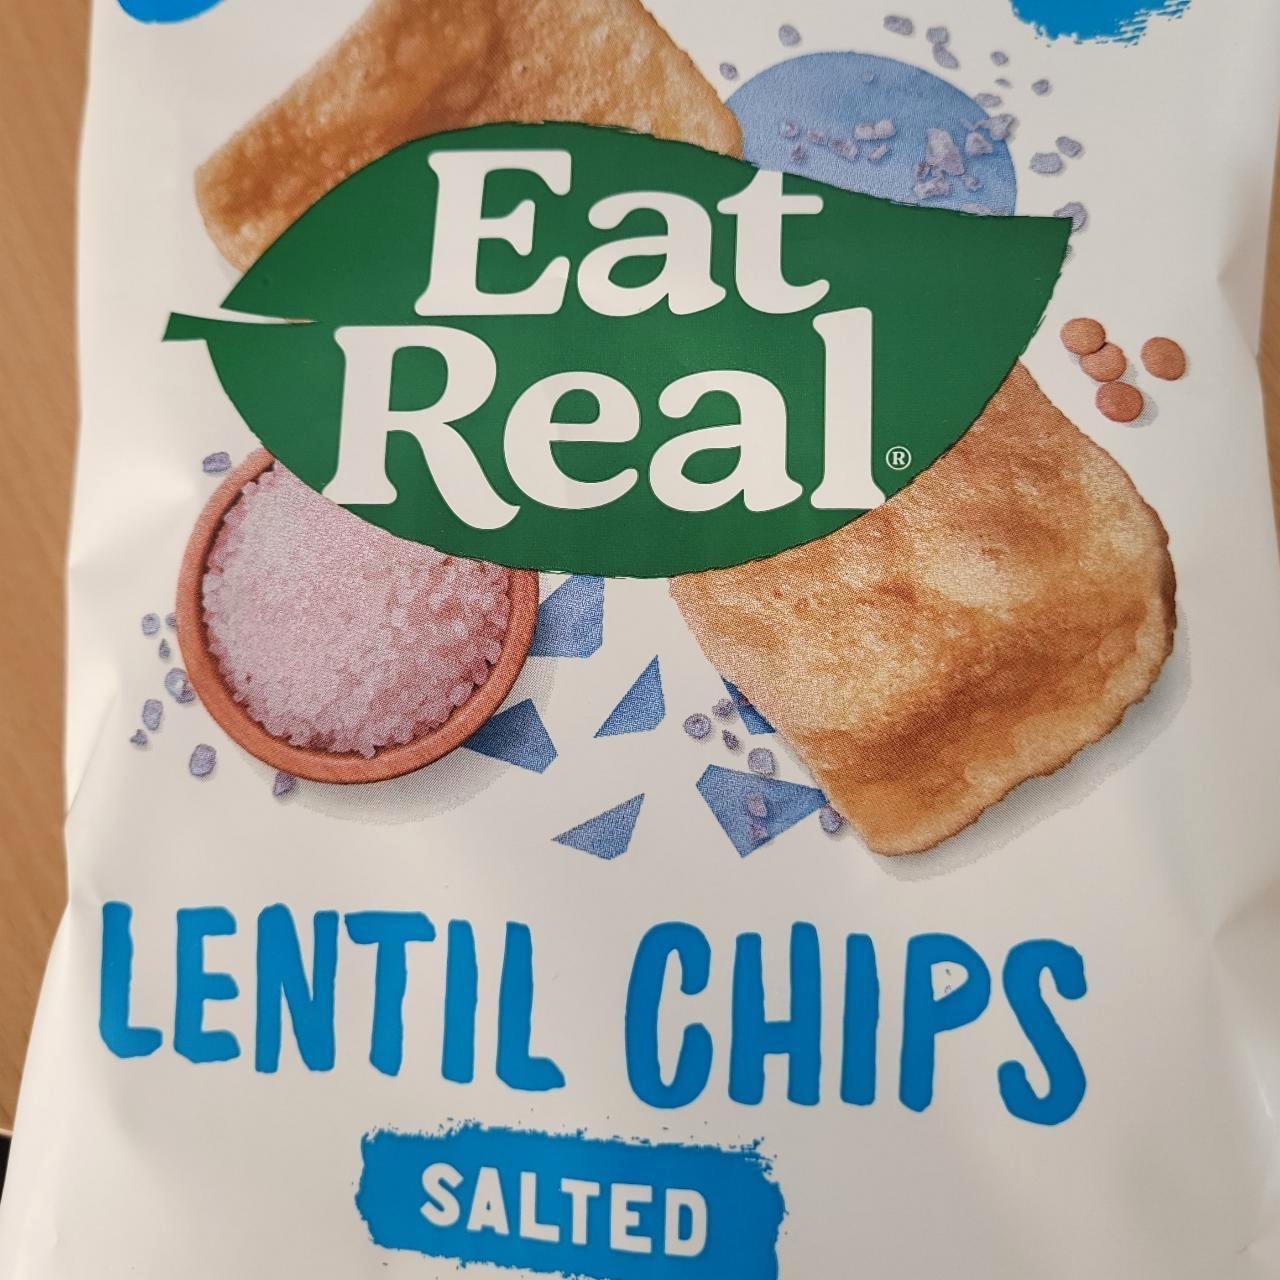 Eat
Real®
LENTIL CHIPS
SALTED